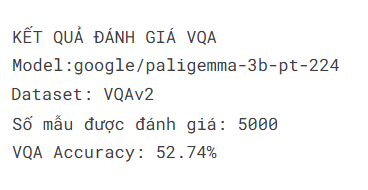 KẾT QUẢ ĐÁNH GIÁ VQA
Model:google/paligemma-3b-pt-224
Dataset: VQAv2
Số mẫu được đánh giá: 5000
VQA Accuracy: 52.74%